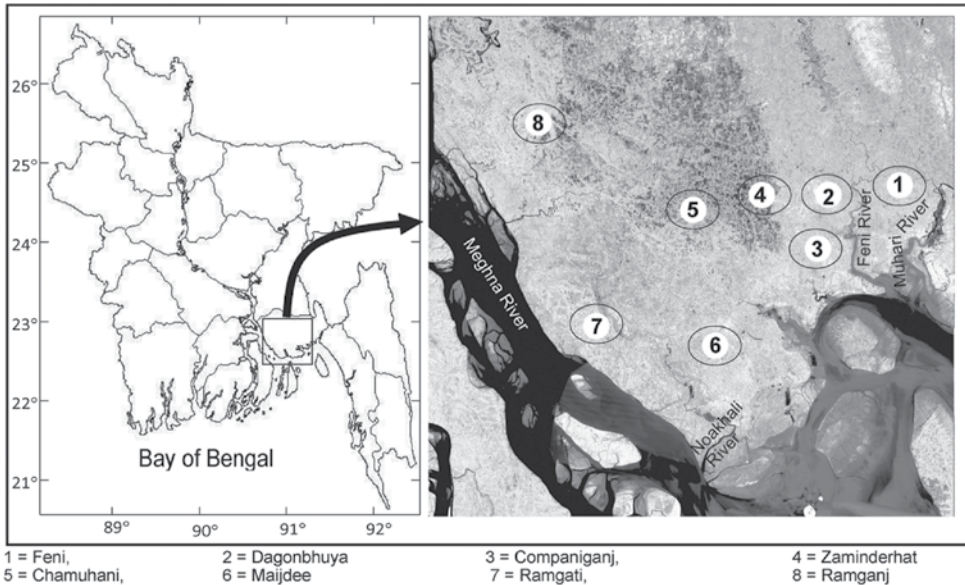 26°
25°
24°
23°
22°
21°
89°
90°
91°
92°
Bay of Bengal
8
1
4
2
5
3
7
6
Meghna River
Feni River
Muhari River
Noakhali
River
1 = Feni, 2 = Dagonbhuya 3 = Companiganj, 4 = Zaminderhat
5 = Chamuhani, 6 = Maijdee 7 = Ramgati, 8 = Ramganj